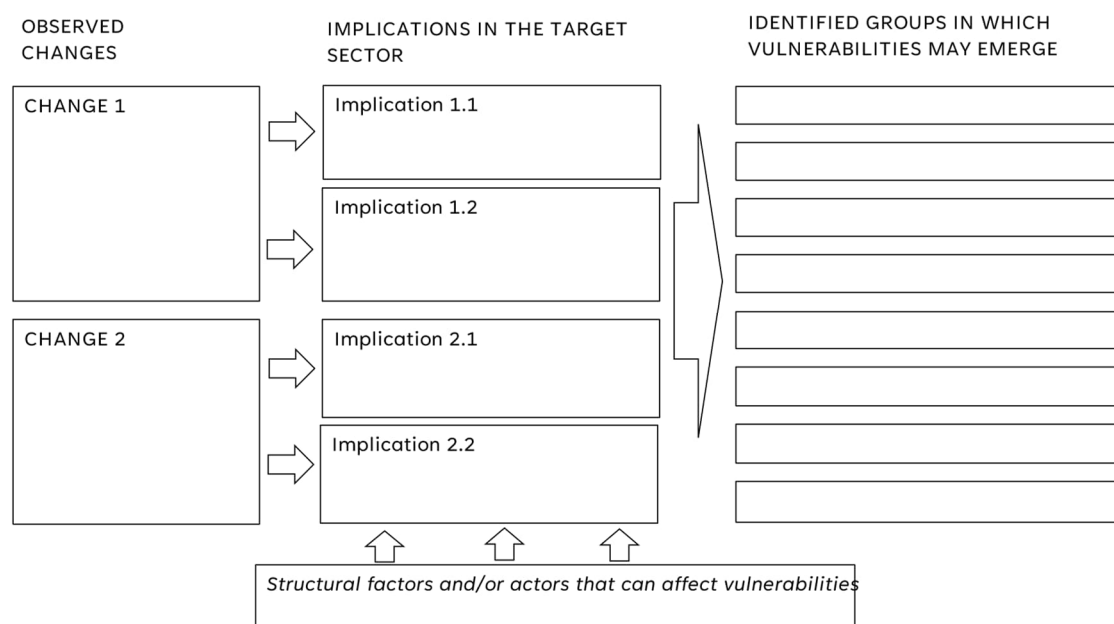 OBSERVED
CHANGES
IMPLICATIONS IN THE TARGET
SECTOR
IDENTIFIED GROUPS IN WHICH
VULNERABILITIES MAY EMERGE
CHANGE 1
Implication 1.1
Implication 1.2
CHANGE 2
Implication 2.1
Implication 2.2
Structural factors and/or actors that can affect vulnerabilities